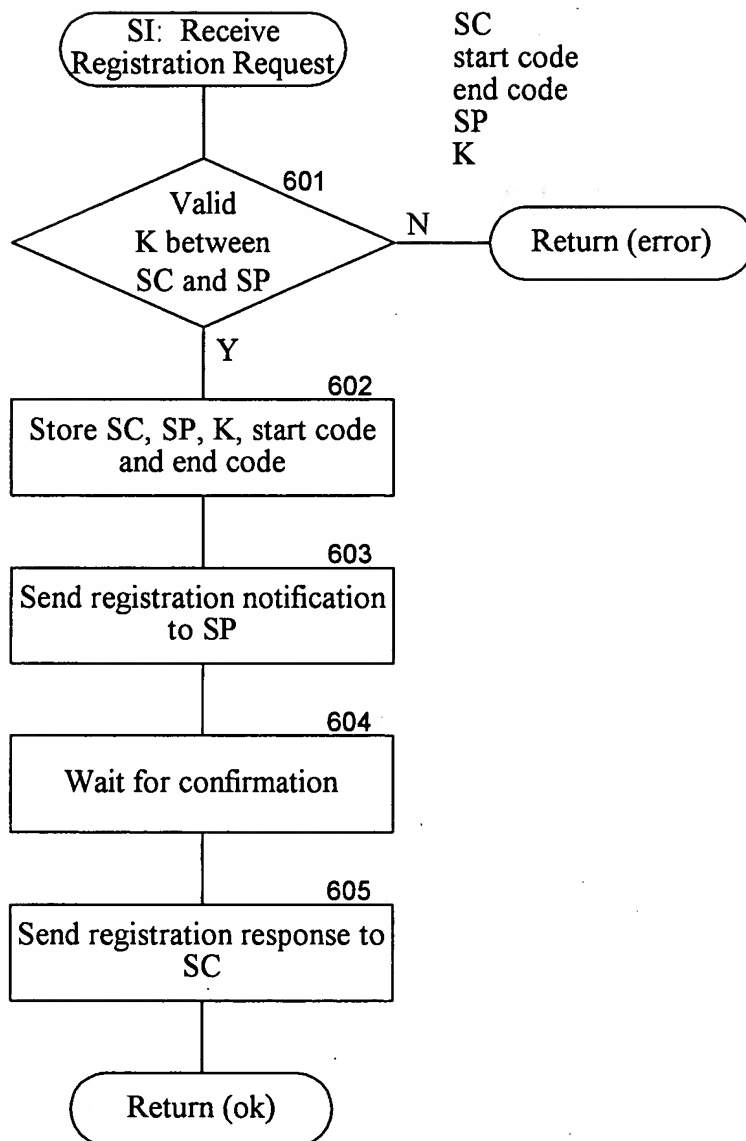 SI: Receive
Registration Request
SC
start code
end code
SP
K
601
Valid
K between
SC and SP
N
Return (error)
Y
602
Store SC, SP, K, start code
and end code
603
Send registration notification
to SP
604
Wait for confirmation
605
Send registration response to
SC
Return (ok)